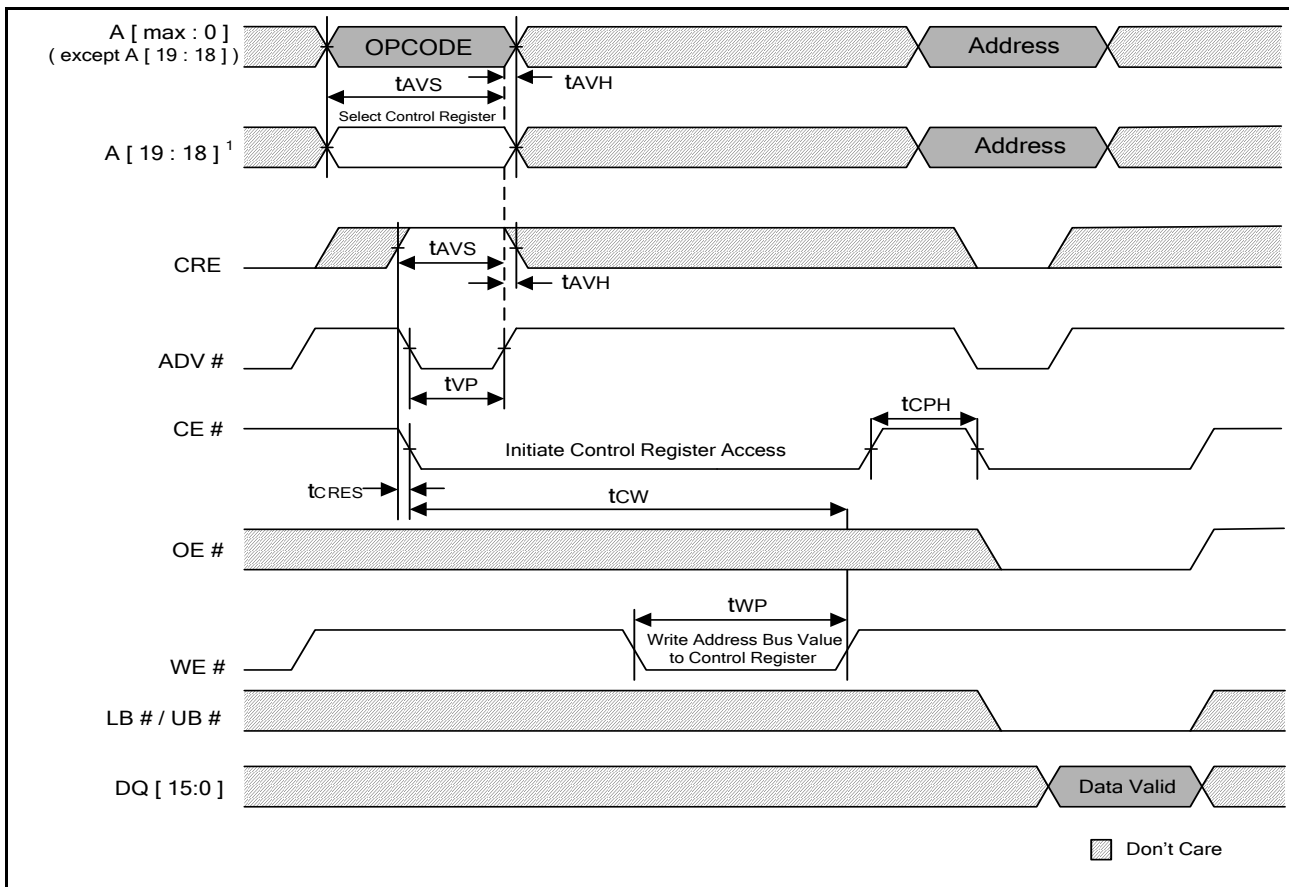 A [ max : 0 ]
( except A [ 19 : 18 ] )
OPCODE
Address
tAVS
tAVH
Select Control Register
A [ 19 : 18 ] 1
Address
CRE
tAVS
tAVH
ADV #
tVP
tCPH
CE #
Initiate Control Register Access
tCRES
tCW
OE #
tWP
Write Address Bus Value
to Control Register
WE #
LB # / UB #
DQ [ 15:0 ]
Data Valid
Don't Care